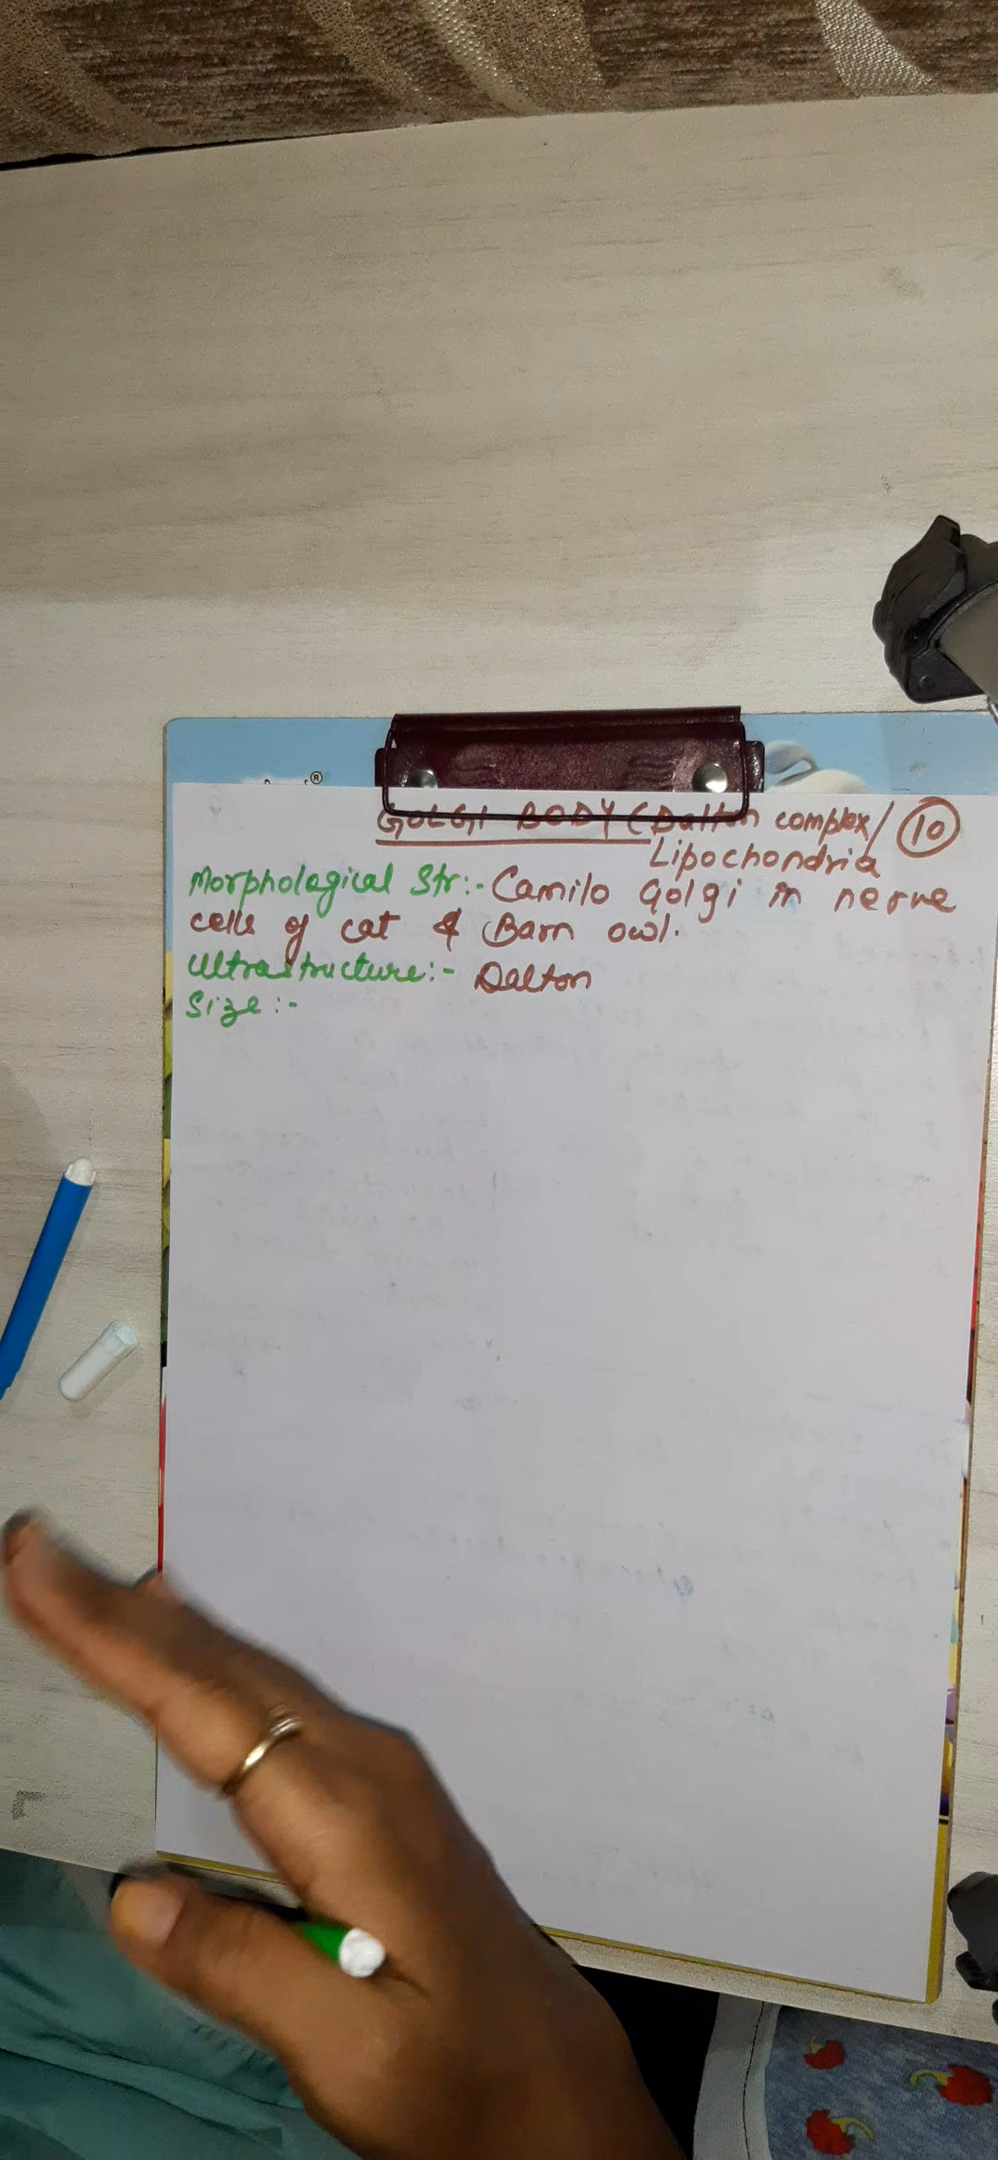 GOLGI BODY (Dalton complex/ 10
Lipochondria
Morphological Str:- Camilo Golgi in nerve
cells of cat & Barn owl.
Ultrastructure:- Dalton
Size:-